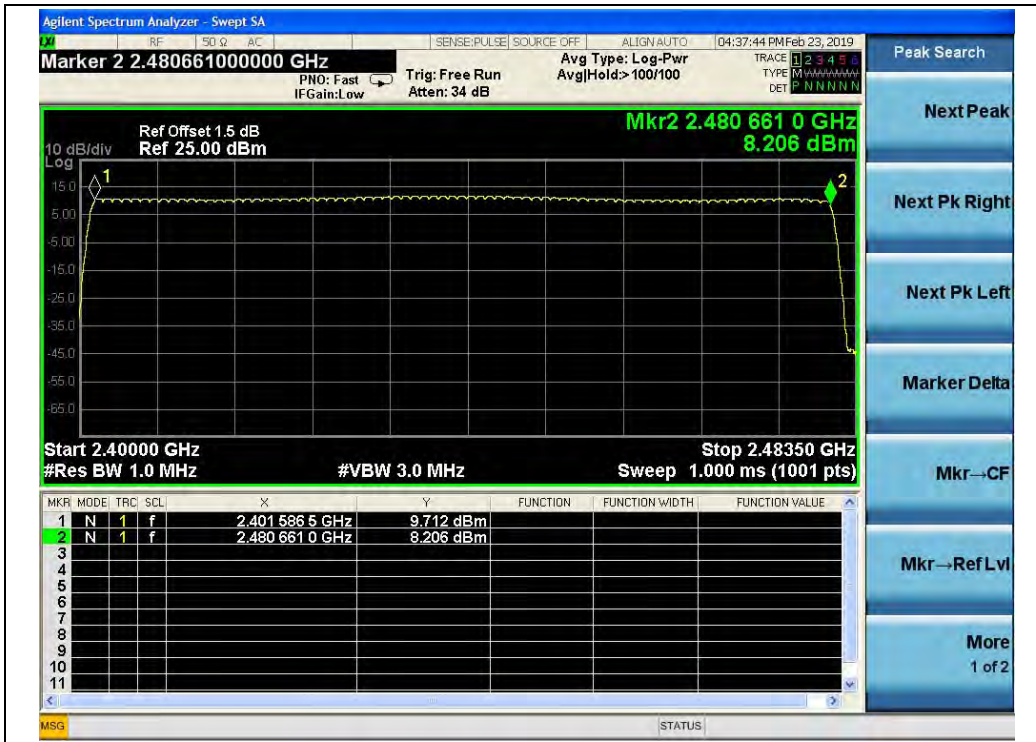 Agilent Spectrum Analyzer - Swept SA
LXI RF 50 Ω AC SENSE:PULSE SOURCE OFF ALIGN AUTO 04:37:44 PM Feb 23, 2019
Marker 2 2.480661000000 GHz
PNO: Fast
IFGain:Low
Trig: Free Run
Atten: 34 dB
Avg Type: Log-Pwr
Avg|Hold:> 100/100
TRACE 1 2 3 4 5 6
TYPE M
DET P N N N N N
Peak Search
Next Peak
Next Pk Right
Next Pk Left
Marker Delta
Mkr→CF
Mkr→Ref Lvl
More
1 of 2
Ref Offset 1.5 dB
10 dB/div Ref 25.00 dBm
Log
Mkr2 2.480 661 0 GHz
8.206 dBm
15.0
5.00
-5.00
-15.0
-25.0
-35.0
-45.0
-55.0
-65.0
1
2
Start 2.40000 GHz Stop 2.48350 GHz
#Res BW 1.0 MHz #VBW 3.0 MHz Sweep 1.000 ms (1001 pts)
MKR MODE TRC SCL X Y FUNCTION FUNCTION WIDTH FUNCTION VALUE
1 N 1 f 2.401 586 5 GHz 9.712 dBm
2 N 1 f 2.480 661 0 GHz 8.206 dBm
3
4
5
6
7
8
9
10
11
MSG STATUS